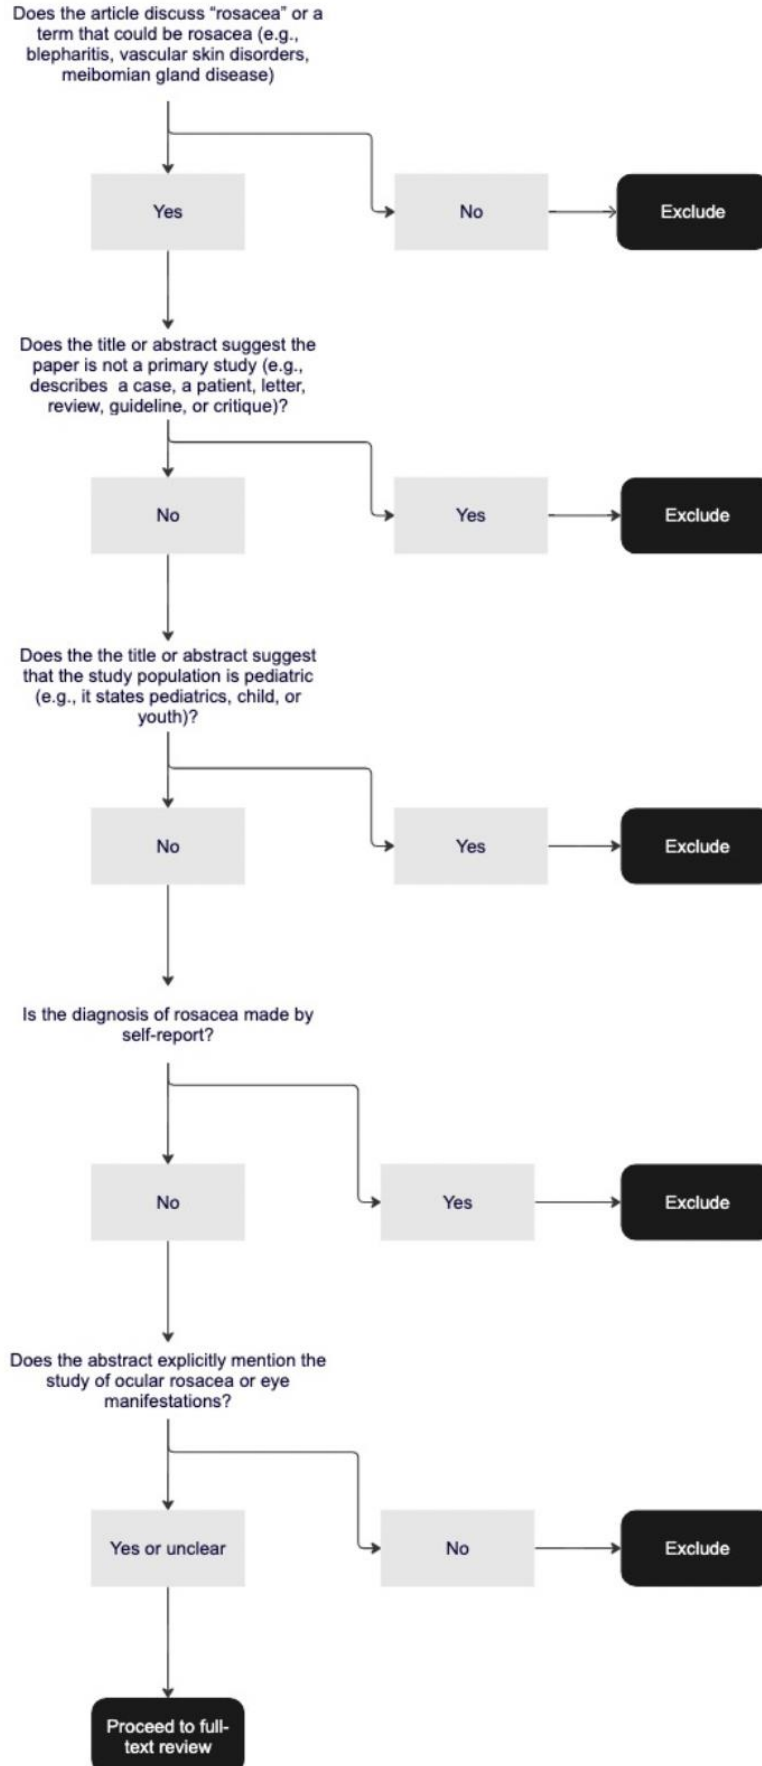 Does the article discuss “rosacea” or a
term that could be rosacea (e.g.,
blepharitis, vascular skin disorders,
meibomian gland disease)
Yes
No
Exclude
Does the title or abstract suggest the
paper is not a primary study (e.g.,
describes a case, a patient, letter,
review, guideline, or critique)?
No
Yes
Exclude
Does the the title or abstract suggest
that the study population is pediatric
(e.g., it states pediatrics, child, or
youth)?
No
Yes
Exclude
Is the diagnosis of rosacea made by
self-report?
No
Yes
Exclude
Does the abstract explicitly mention the
study of ocular rosacea or eye
manifestations?
Yes or unclear
No
Exclude
Proceed to full-
text review